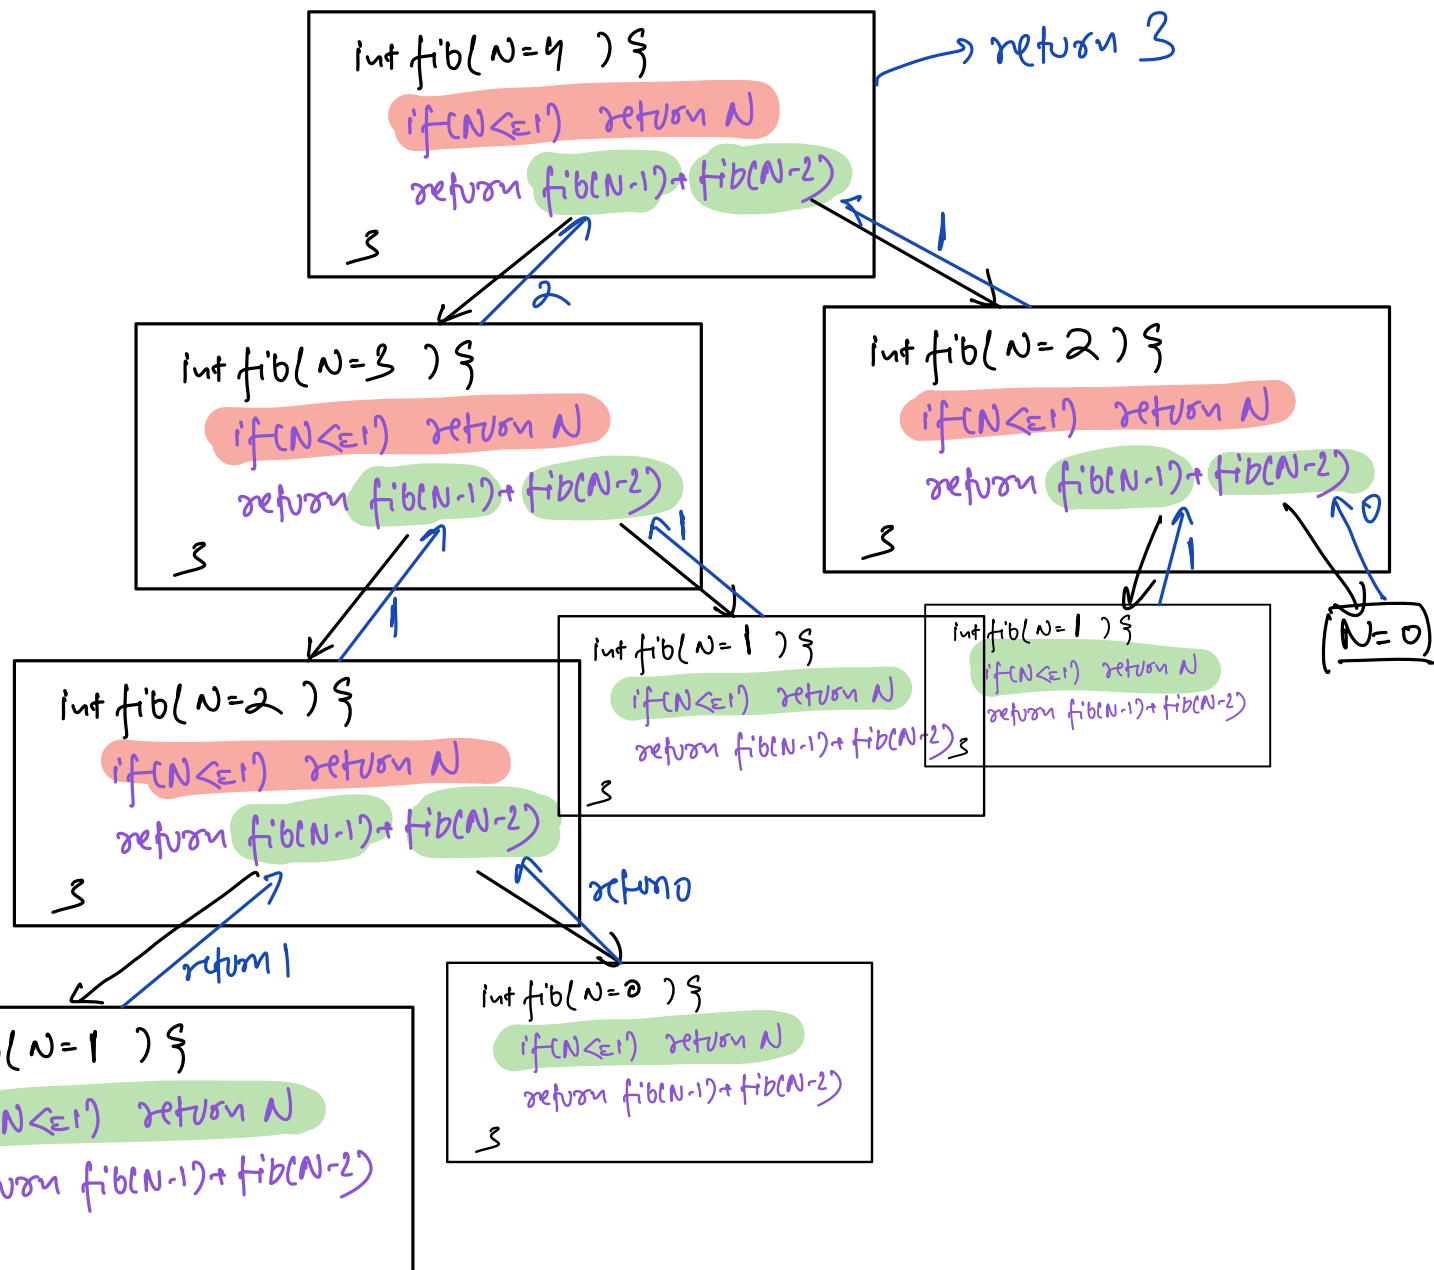 int fib( N=4 ) {
return 3
if(N<=1) return N
return fib(N-1)+fib(N-2)
}
2
1
int fib( N=3 ) {
if(N<=1) return N
return fib(N-1)+fib(N-2)
}
int fib( N=2 ) {
if(N<=1) return N
return fib(N-1)+fib(N-2)
}
1
1
1
0
int fib( N=2 ) {
if(N<=1) return N
return fib(N-1)+fib(N-2)
}
int fib( N=1 ) {
if(N<=1) return N
return fib(N-1)+fib(N-2)
}
int fib( N=1 ) {
if(N<=1) return N
return fib(N-1)+fib(N-2)
}
N=0
return 1
return 0
( N=1 ) {
N<=1) return N
urn fib(N-1)+fib(N-2)
int fib( N=0 ) {
if(N<=1) return N
return fib(N-1)+fib(N-2)
}